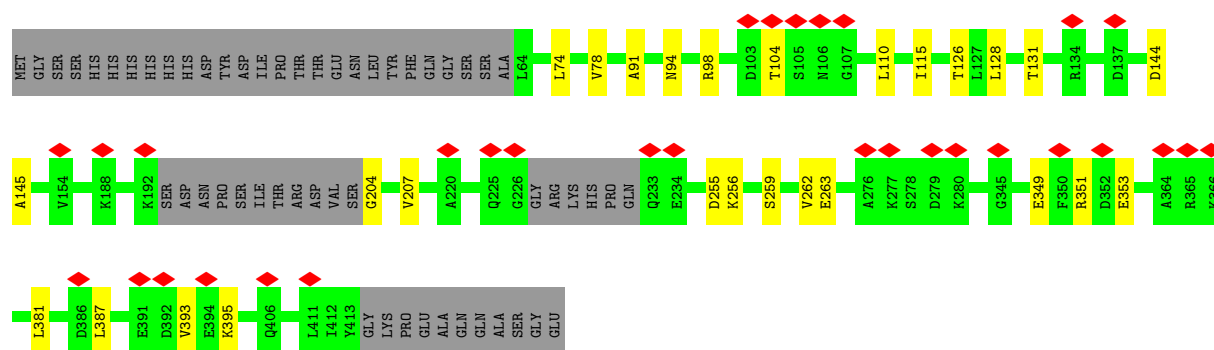 MET GLY SER SER HIS HIS HIS HIS HIS HIS ASP TYR ASP ILE PRO THR THR GLU ASN LEU TYR PHE GLN GLY SER SER ALA L64 L74 V78 A91 N94 R98 D103 T104 S105 N106 G107 L110 I115 T126 L127 L128 T131 R134 D137 D144
A145 V154 K188 K192 SER ASP ASN PRO SER ILE THR ARG ASP VAL SER G204 V207 A220 Q225 G226 GLY ARG LYS HIS PRO GLN Q233 E234 D255 K256 S259 V262 E263 A276 K277 S278 D279 K280 G345 E349 F350 R351 D352 E353 A364 R365 K366
L381 D386 L387 E391 D392 V393 E394 K395 Q406 L411 I412 Y413 GLY LYS PRO GLU ALA GLN GLN ALA SER GLY GLU